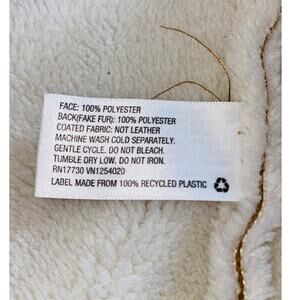 FACE: 100% POLYESTER
BACK(FAKE FUR): 100% POLYESTER
COATED FABRIC: NOT LEATHER
MACHINE WASH COLD SEPARATELY.
GENTLE CYCLE. DO NOT BLEACH.
TUMBLE DRY LOW. DO NOT IRON.
RN17730 VN1254020
LABEL MADE FROM 100% RECYCLED PLASTIC